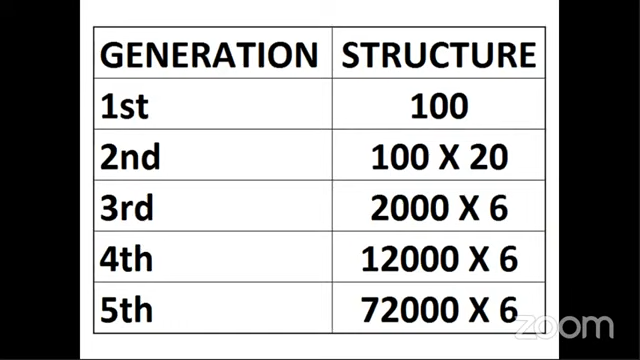 GENERATION STRUCTURE
1st 100
2nd 100 X 20
3rd 2000 X 6
4th 12000 X 6
5th 72000 X 6
zoom